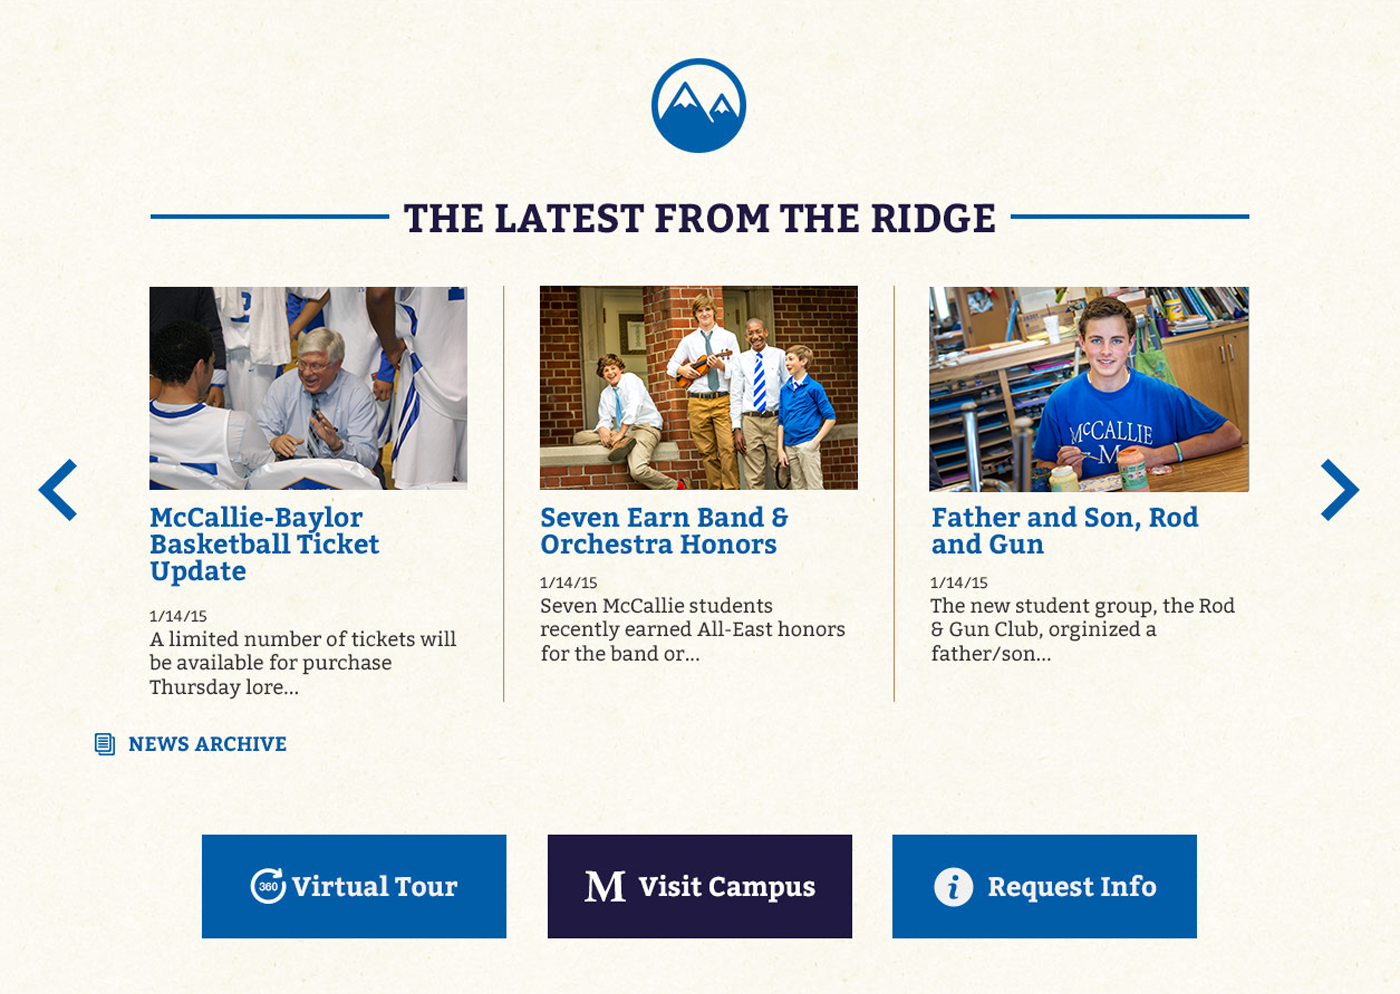 THE LATEST FROM THE RIDGE
McCALLIE
M
McCallie-Baylor
Basketball Ticket
Update
1/14/15
A limited number of tickets will
be available for purchase
Thursday lore...
Seven Earn Band &
Orchestra Honors
1/14/15
Seven McCallie students
recently earned All-East honors
for the band or...
Father and Son, Rod
and Gun
1/14/15
The new student group, the Rod
& Gun Club, orginized a
father/son...
NEWS ARCHIVE
360 Virtual Tour
M Visit Campus
i Request Info